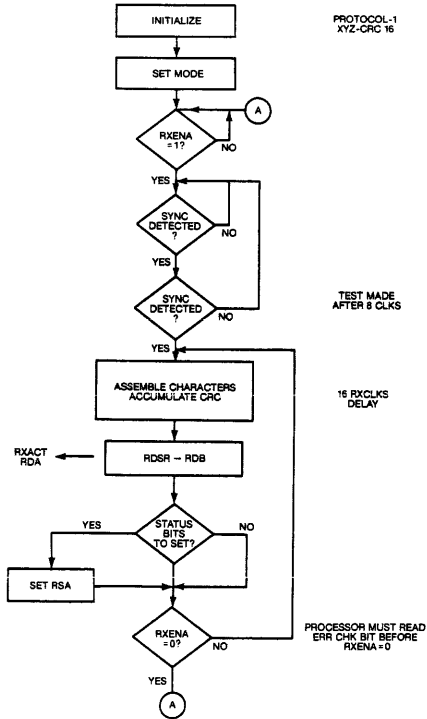 INITIALIZE
PROTOCOL-1
XYZ-CRC 16
SET MODE
A
RXENA
=1?
NO
YES
SYNC
DETECTED
?
NO
YES
SYNC
DETECTED
?
NO
TEST MADE
AFTER 8 CLKS
YES
ASSEMBLE CHARACTERS
ACCUMULATE CRC
16 RXCLKS
DELAY
RXACT
RDA
RDSR → RDB
YES
STATUS
BITS
TO SET?
NO
SET RSA
RXENA
=0?
NO
PROCESSOR MUST READ
ERR CHK BIT BEFORE
RXENA=0
YES
A